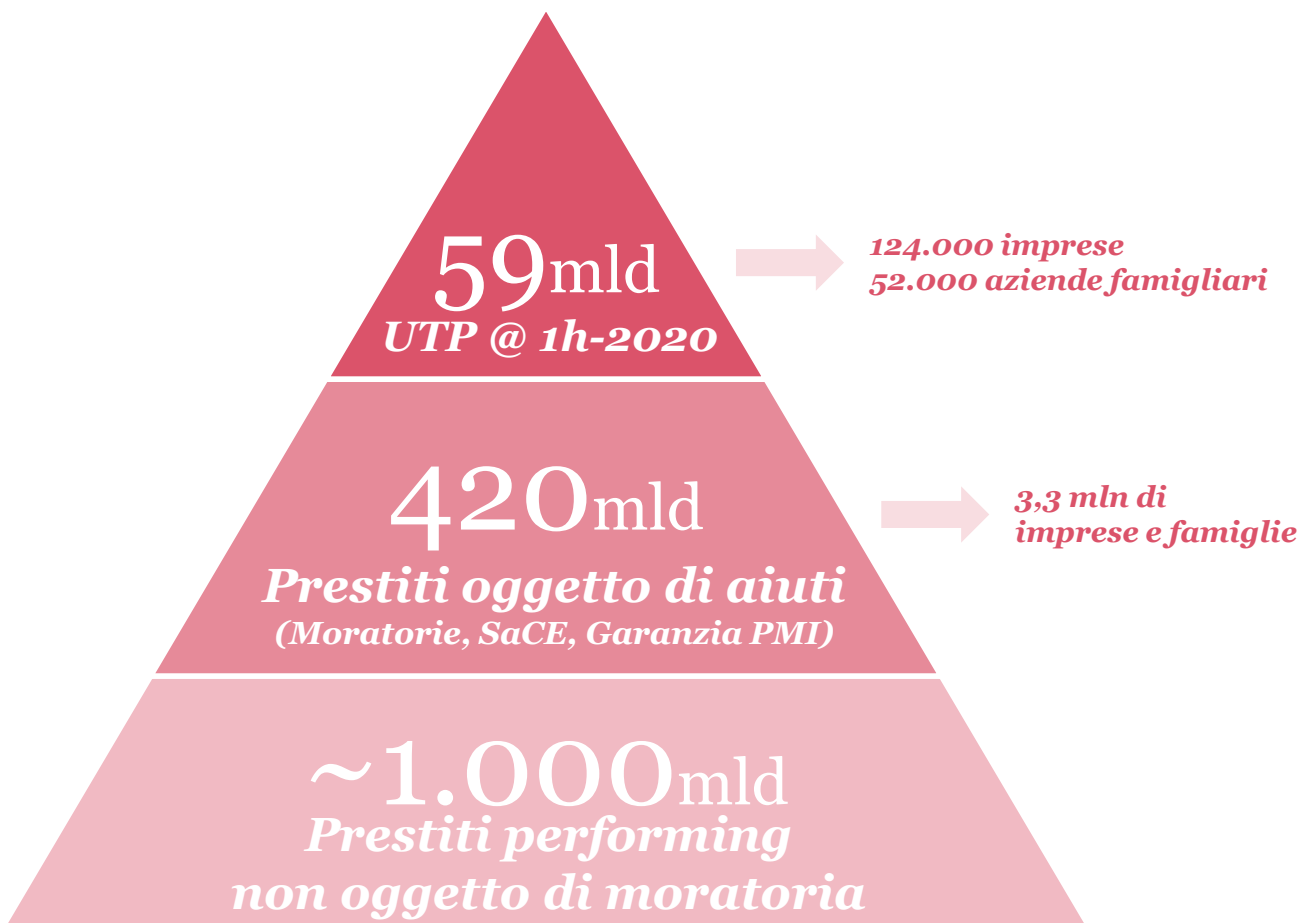 59mld
UTP @ 1h-2020
124.000 imprese
52.000 aziende famigliari
420mld
Prestiti oggetto di aiuti
(Moratorie, SaCE, Garanzia PMI)
3,3 mln di
imprese e famiglie
~1.000mld
Prestiti performing
non oggetto di moratoria